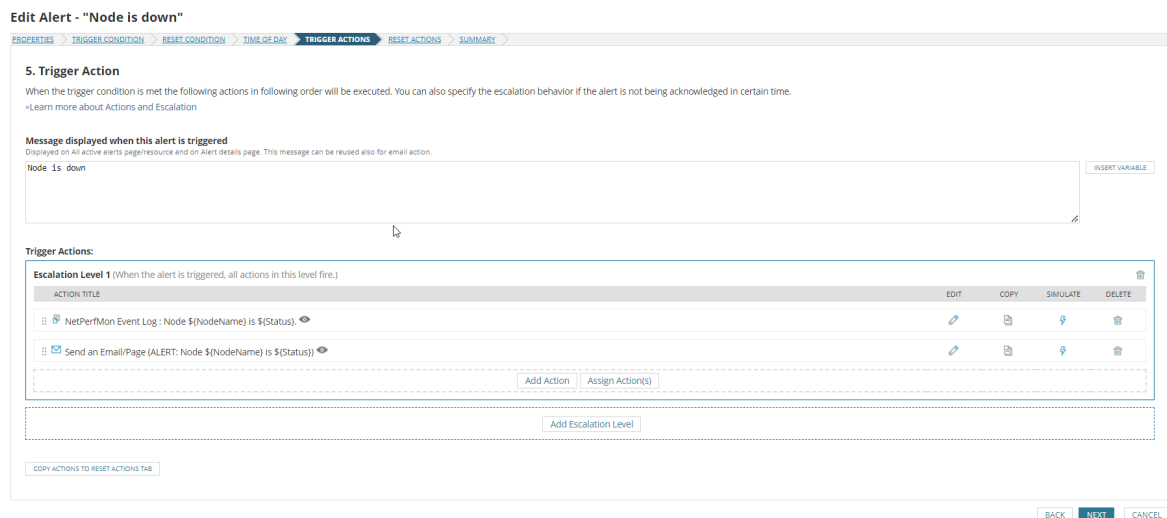 Edit Alert - "Node is down"
PROPERTIES TRIGGER CONDITION RESET CONDITION TIME OF DAY TRIGGER ACTIONS RESET ACTIONS SUMMARY
5. Trigger Action
When the trigger condition is met the following actions in following order will be executed. You can also specify the escalation behavior if the alert is not being acknowledged in certain time.
»Learn more about Actions and Escalation
Message displayed when this alert is triggered
Displayed on All active alerts page/resource and on Alert details page. This message can be reused also for email action.
Node is down
INSERT VARIABLE
Trigger Actions:
Escalation Level 1 (When the alert is triggered, all actions in this level fire.)
ACTION TITLE EDIT COPY SIMULATE DELETE
NetPerfMon Event Log : Node ${NodeName} is ${Status}.
Send an Email/Page (ALERT: Node ${NodeName} is ${Status})
Add Action Assign Action(s)
Add Escalation Level
COPY ACTIONS TO RESET ACTIONS TAB
BACK NEXT CANCEL